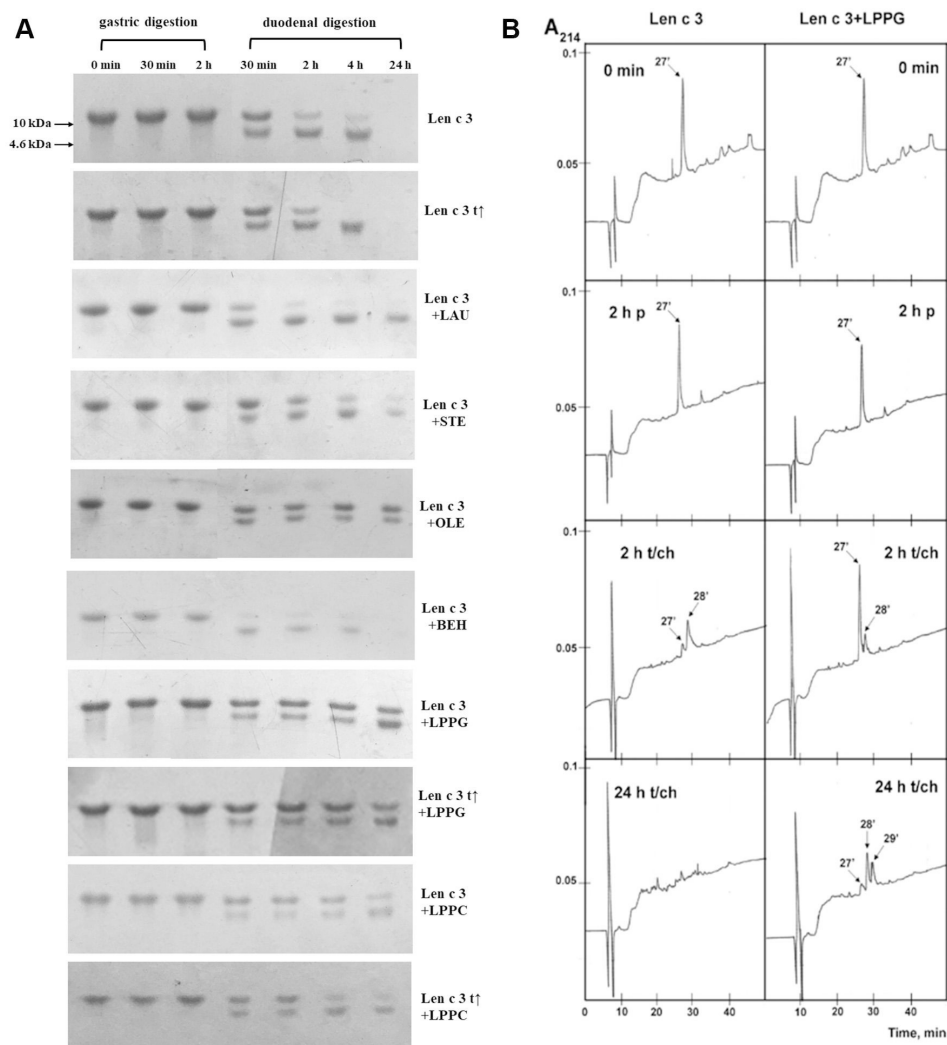 A
gastric digestion duodenal digestion
0 min 30 min 2 h 30 min 2 h 4 h 24 h
10 kDa
4.6 kDa
Len c 3
Len c 3 t↑
Len c 3
+LAU
Len c 3
+STE
Len c 3
+OLE
Len c 3
+BEH
Len c 3
+LPPG
Len c 3 t↑
+LPPG
Len c 3
+LPPC
Len c 3 t↑
+LPPC
B
A214
Len c 3 Len c 3+LPPG
0.1
0 min 27' 27' 0 min
0.05
0.1
27' 2 h p 27' 2 h p
0.05
0.1
2 h t/ch 27' 2 h t/ch
28' 28'
27'
0.05
0.1
24 h t/ch 24 h t/ch
28'
29'
27'
0.05
0 10 20 30 40 0 10 20 30 40
Time, min